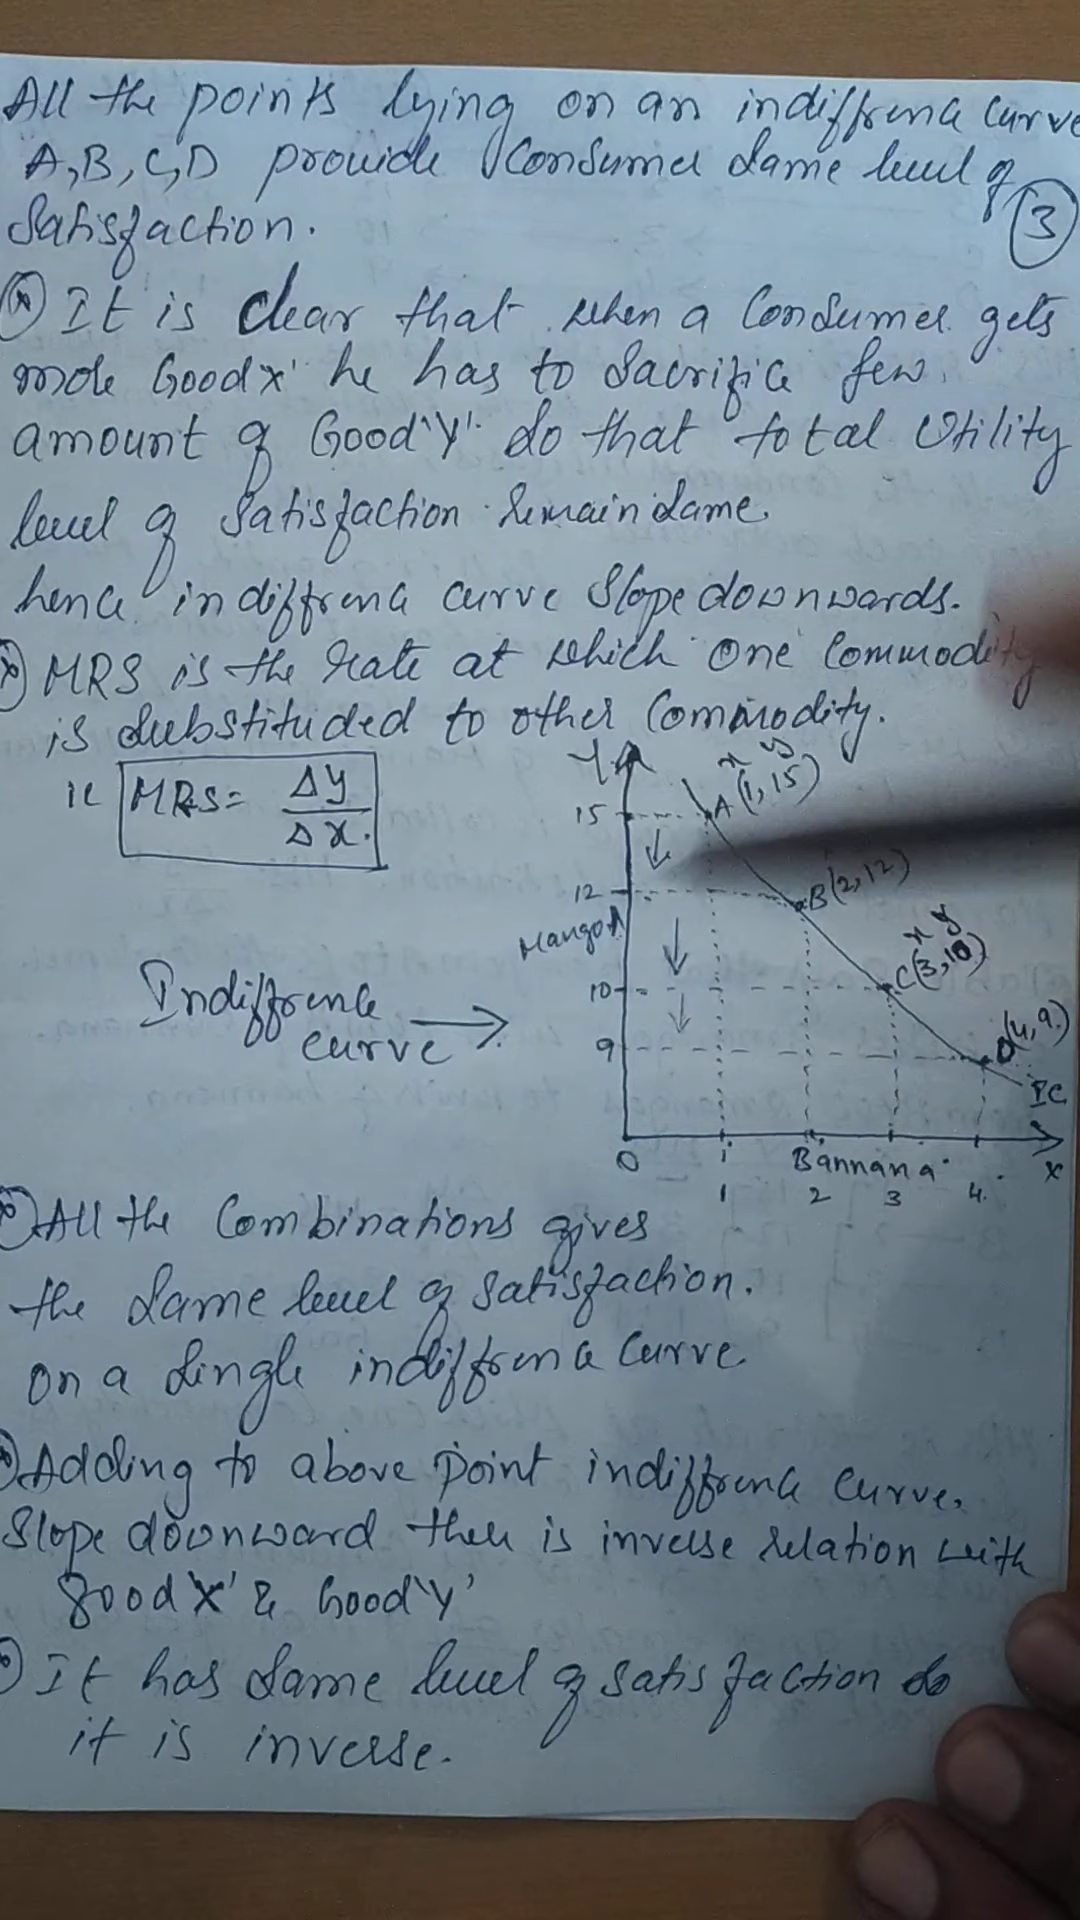 All the points lying on an indiffrence curve
A, B, C, D provide consumer same level of
Satisfaction.
3
It is clear that when a Consumer gets
more Good 'X' he has to Sacrifice few
amount of Good 'Y' so that total Utility
level of Satisfaction remain same.
hence indiffrence curve Slope downwards.
MRS is the rate at which one Commodity
is substituded to other Commodity.
ie MRS = Δy
Δx.
Y
x y
15 A (1, 15)
12 B (2, 12)
Mango
x y
10 C (3, 10)
Indiffrence
curve →
9 D (4, 9)
IC
0 Bannana X
1 2 3 4
All the Combinations gives
the same level of satisfaction.
on a single indiffrence curve.
Adding to above point indiffrence curve.
Slope downward there is inverse relation with
good 'X' & Good 'Y'
It has same level of satisfaction so
it is inverse.